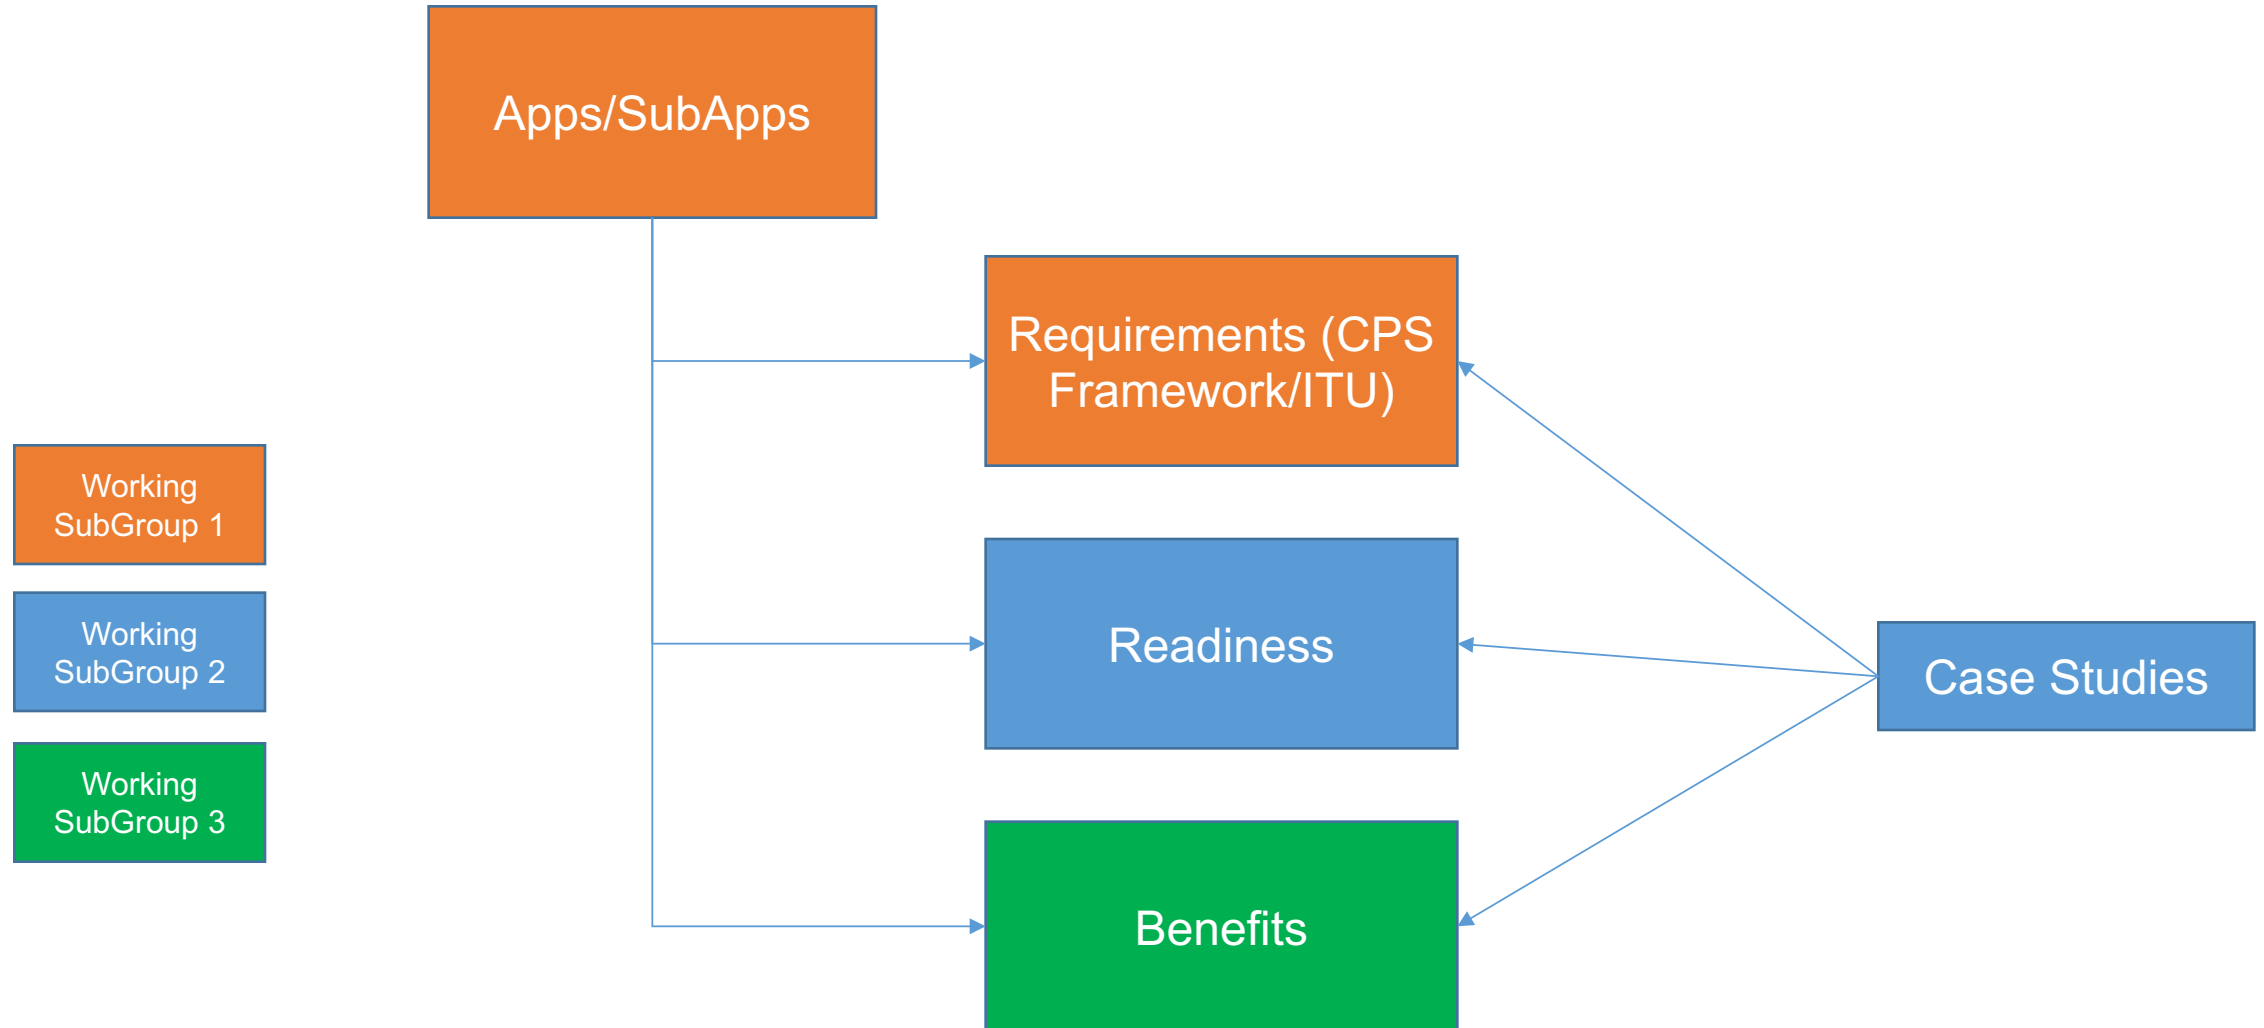 Apps/SubApps
Requirements (CPS
Framework/ITU)
Working
SubGroup 1
Working
SubGroup 2
Readiness
Case Studies
Working
SubGroup 3
Benefits